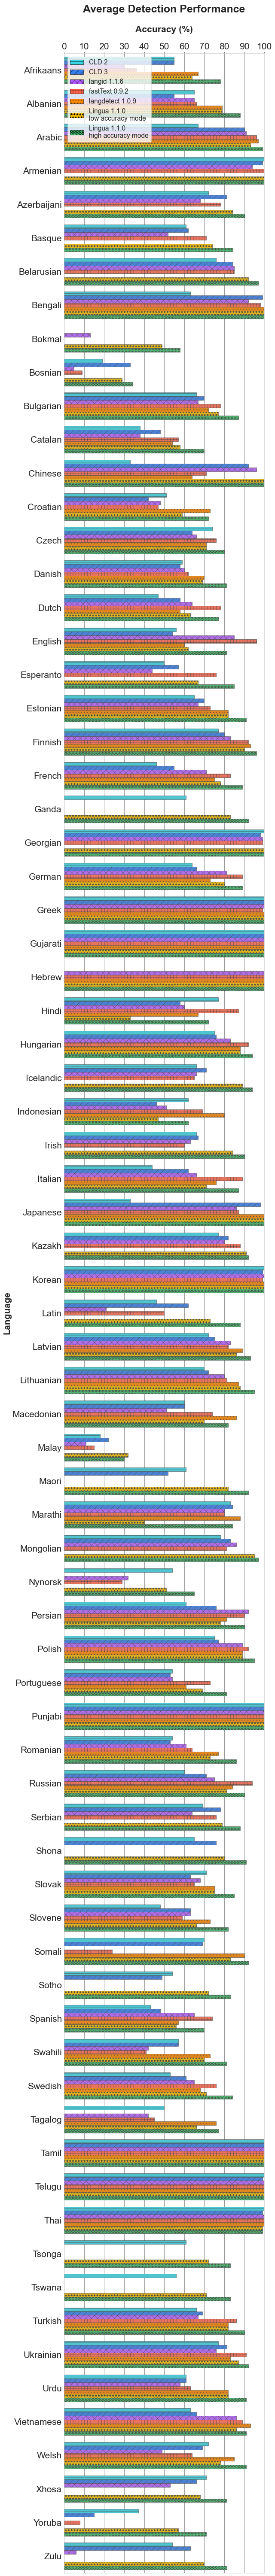 Average Detection Performance
Accuracy (%)
0 10 20 30 40 50 60 70 80 90 100
CLD 2
CLD 3
langid 1.1.6
fastText 0.9.2
langdetect 1.0.9
Lingua 1.1.0
low accuracy mode
Lingua 1.1.0
high accuracy mode
Language
Afrikaans
Albanian
Arabic
Armenian
Azerbaijani
Basque
Belarusian
Bengali
Bokmal
Bosnian
Bulgarian
Catalan
Chinese
Croatian
Czech
Danish
Dutch
English
Esperanto
Estonian
Finnish
French
Ganda
Georgian
German
Greek
Gujarati
Hebrew
Hindi
Hungarian
Icelandic
Indonesian
Irish
Italian
Japanese
Kazakh
Korean
Latin
Latvian
Lithuanian
Macedonian
Malay
Maori
Marathi
Mongolian
Nynorsk
Persian
Polish
Portuguese
Punjabi
Romanian
Russian
Serbian
Shona
Slovak
Slovene
Somali
Sotho
Spanish
Swahili
Swedish
Tagalog
Tamil
Telugu
Thai
Tsonga
Tswana
Turkish
Ukrainian
Urdu
Vietnamese
Welsh
Xhosa
Yoruba
Zulu